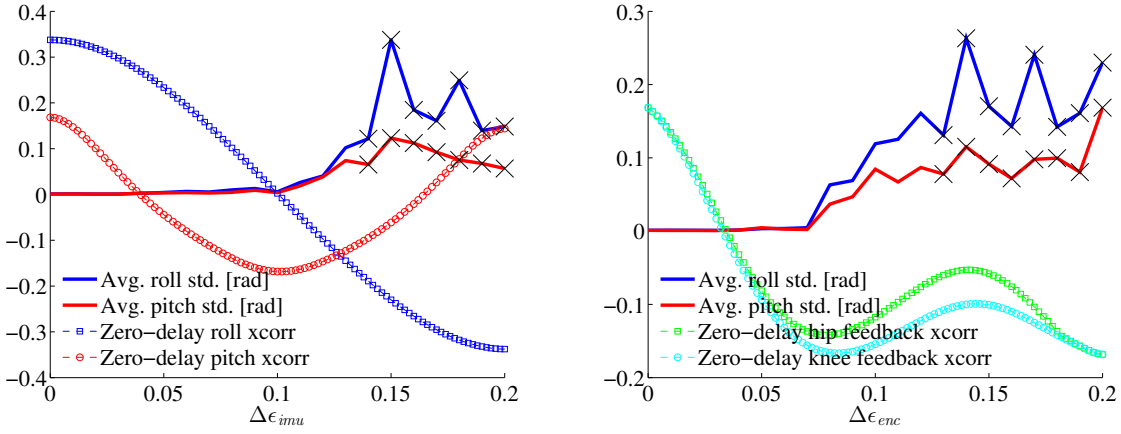 0.4
0.3
0.2
0.1
0
−0.1
−0.2
−0.3
−0.4
Avg. roll std. [rad]
Avg. pitch std. [rad]
Zero−delay roll xcorr
Zero−delay pitch xcorr
0 0.05 0.1 0.15 0.2
Δϵimu
0.3
0.2
0.1
0
−0.1
−0.2
Avg. roll std. [rad]
Avg. pitch std. [rad]
Zero−delay hip feedback xcorr
Zero−delay knee feedback xcorr
0 0.05 0.1 0.15 0.2
Δϵenc